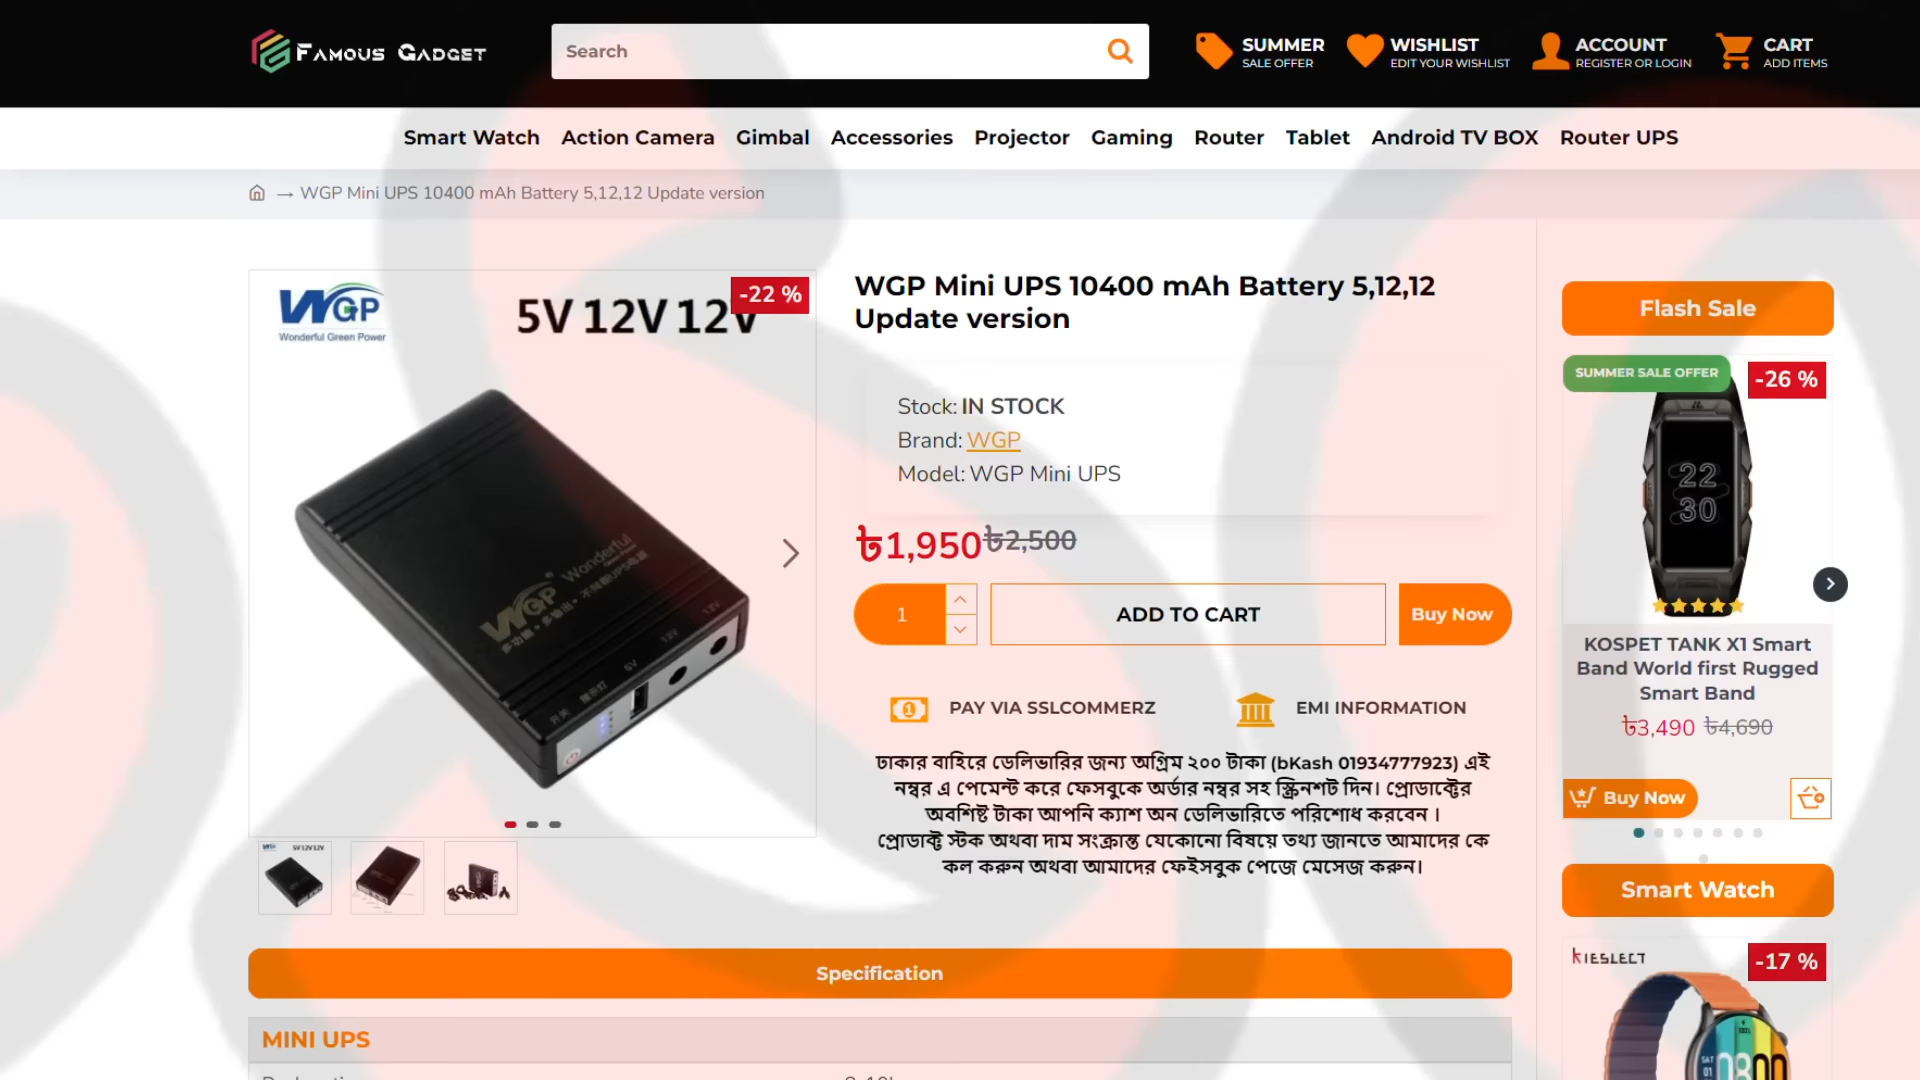 FAMOUS GADGET
Search
SUMMER
SALE OFFER
WISHLIST
EDIT YOUR WISHLIST
ACCOUNT
REGISTER OR LOGIN
CART
ADD ITEMS
Smart Watch Action Camera Gimbal Accessories Projector Gaming Router Tablet Android TV BOX Router UPS
→ WGP Mini UPS 10400 mAh Battery 5,12,12 Update version
WGP
Wonderful Green Power
5V 12V 12V
-22 %
WGP Wonderful
5V 12V 12V
WGP Mini UPS 10400 mAh Battery 5,12,12
Update version
Stock: IN STOCK
Brand: WGP
Model: WGP Mini UPS
৳1,950 ৳2,500
1
ADD TO CART
Buy Now
PAY VIA SSLCOMMERZ
EMI INFORMATION
ঢাকার বাহিরে ডেলিভারির জন্য অগ্রিম ২০০ টাকা (bKash 01934777923) এই
নম্বর এ পেমেন্ট করে ফেসবুকে অর্ডার নম্বর সহ স্ক্রিনশট দিন। প্রোডাক্টের
অবশিষ্ট টাকা আপনি ক্যাশ অন ডেলিভারিতে পরিশোধ করবেন ।
প্রোডাক্ট স্টক অথবা দাম সংক্রান্ত যেকোনো বিষয়ে তথ্য জানতে আমাদের কে
কল করুন অথবা আমাদের ফেইসবুক পেজে মেসেজ করুন।
Specification
MINI UPS
Flash Sale
SUMMER SALE OFFER
-26 %
22
30
KOSPET TANK X1 Smart
Band World first Rugged
Smart Band
৳3,490 ৳4,690
Buy Now
Smart Watch
KIESLECT
-17 %